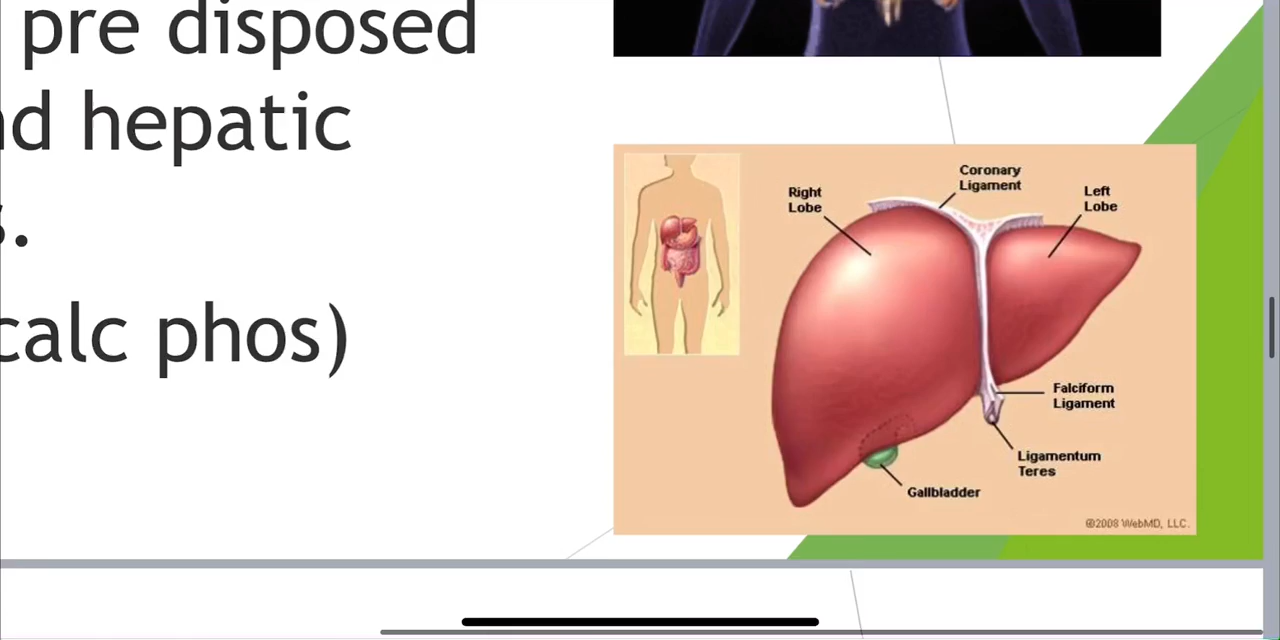 pre disposed
nd hepatic
s.
calc phos)
Coronary
Ligament
Right
Lobe
Left
Lobe
Falciform
Ligament
Ligamentum
Teres
Gallbladder
©2008 WebMD, LLC.